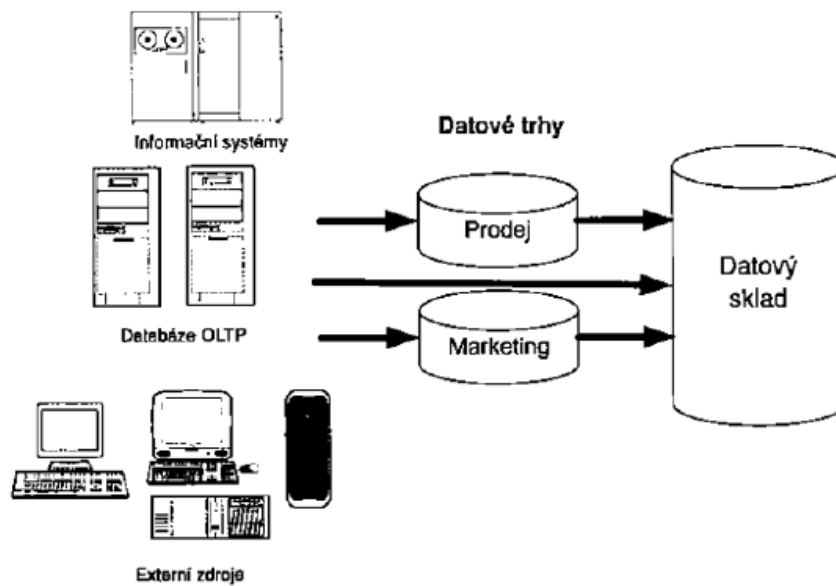 Informační systémy
Datové trhy
Prodej
Datový
sklad
Databáze OLTP
Marketing
Externí zdroje